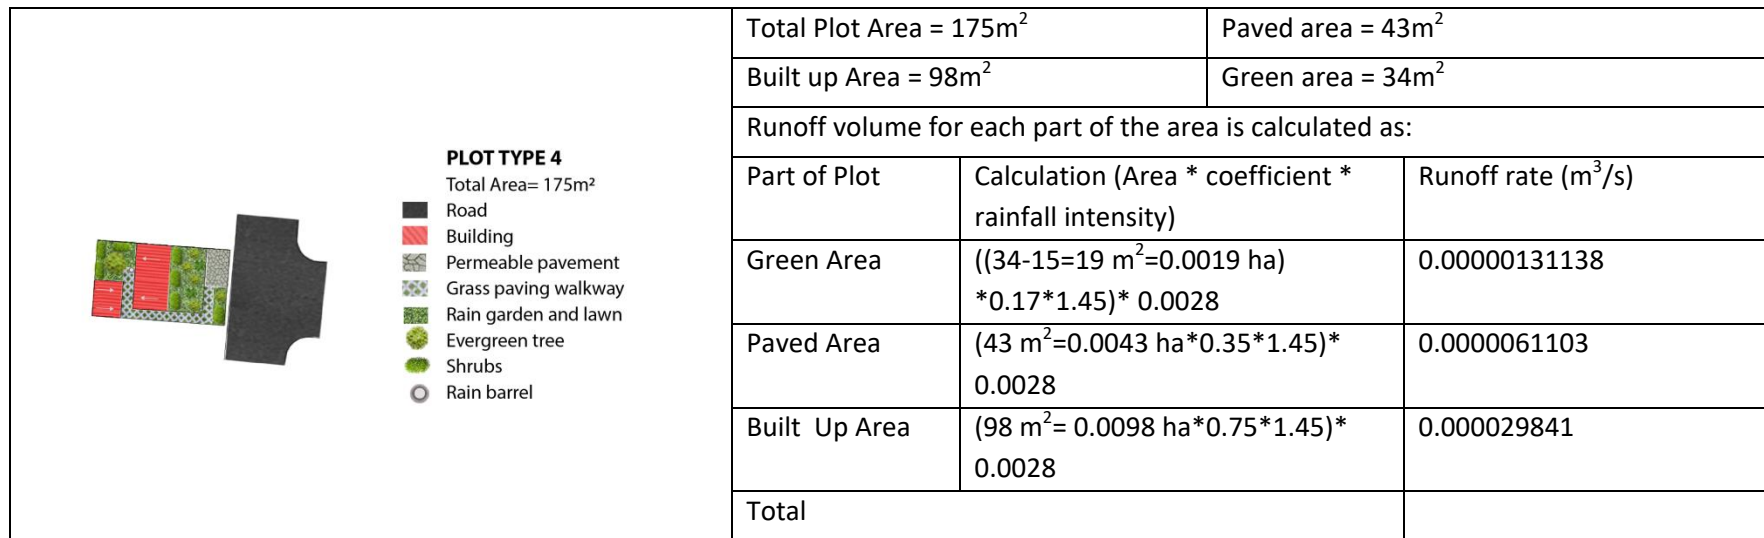 PLOT TYPE 4
Total Area= 175m²
Road
Building
Permeable pavement
Grass paving walkway
Rain garden and lawn
Evergreen tree
Shrubs
Rain barrel
Total Plot Area = 175m²
Paved area = 43m²
Built up Area = 98m²
Green area = 34m²
Runoff volume for each part of the area is calculated as:
Part of Plot
Calculation (Area * coefficient *
rainfall intensity)
Runoff rate (m³/s)
Green Area
((34-15=19 m²=0.0019 ha)
*0.17*1.45)* 0.0028
0.00000131138
Paved Area
(43 m²=0.0043 ha*0.35*1.45)*
0.0028
0.0000061103
Built  Up Area
(98 m²= 0.0098 ha*0.75*1.45)*
0.0028
0.000029841
Total